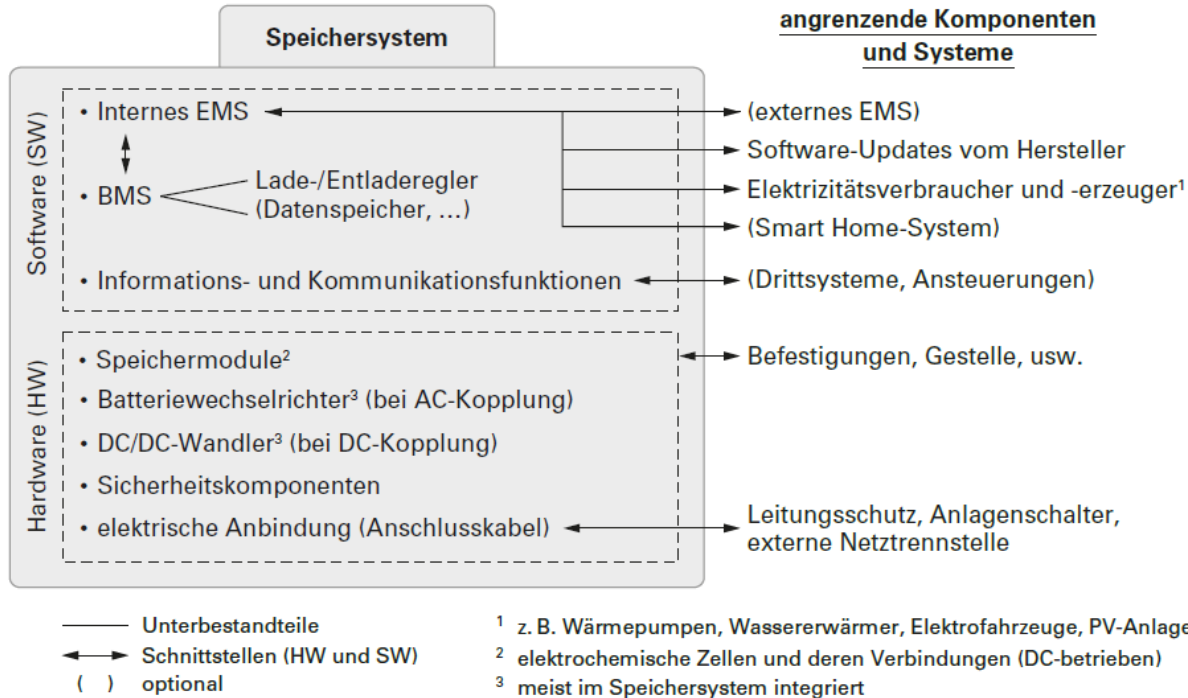 Speichersystem
angrenzende Komponenten
und Systeme
Software (SW)
• Internes EMS
• BMS
Lade-/Entladeregler
(Datenspeicher, …)
• Informations- und Kommunikationsfunktionen
(externes EMS)
Software-Updates vom Hersteller
Elektrizitätsverbraucher und -erzeuger¹
(Smart Home-System)
(Drittsysteme, Ansteuerungen)
Hardware (HW)
• Speichermodule²
• Batteriewechselrichter³ (bei AC-Kopplung)
• DC/DC-Wandler³ (bei DC-Kopplung)
• Sicherheitskomponenten
• elektrische Anbindung (Anschlusskabel)
Befestigungen, Gestelle, usw.
Leitungsschutz, Anlagenschalter,
externe Netztrennstelle
Unterbestandteile
Schnittstellen (HW und SW)
( ) optional
¹ z. B. Wärmepumpen, Wassererwärmer, Elektrofahrzeuge, PV-Anlage
² elektrochemische Zellen und deren Verbindungen (DC-betrieben)
³ meist im Speichersystem integriert